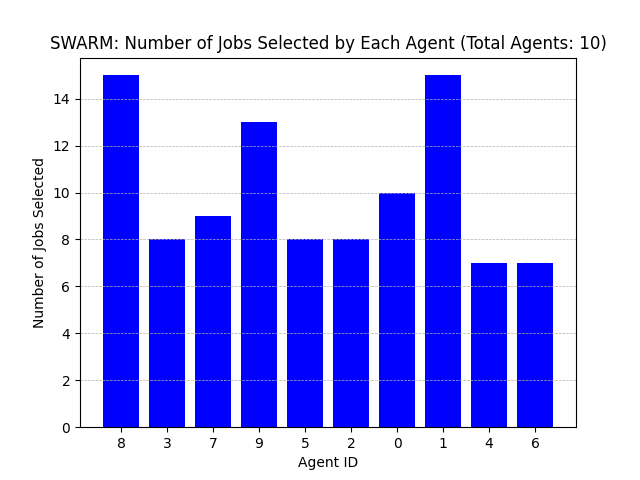 SWARM: Number of Jobs Selected by Each Agent (Total Agents: 10)
Number of Jobs Selected
14
12
10
8
6
4
2
0
8 3 7 9 5 2 0 1 4 6
Agent ID